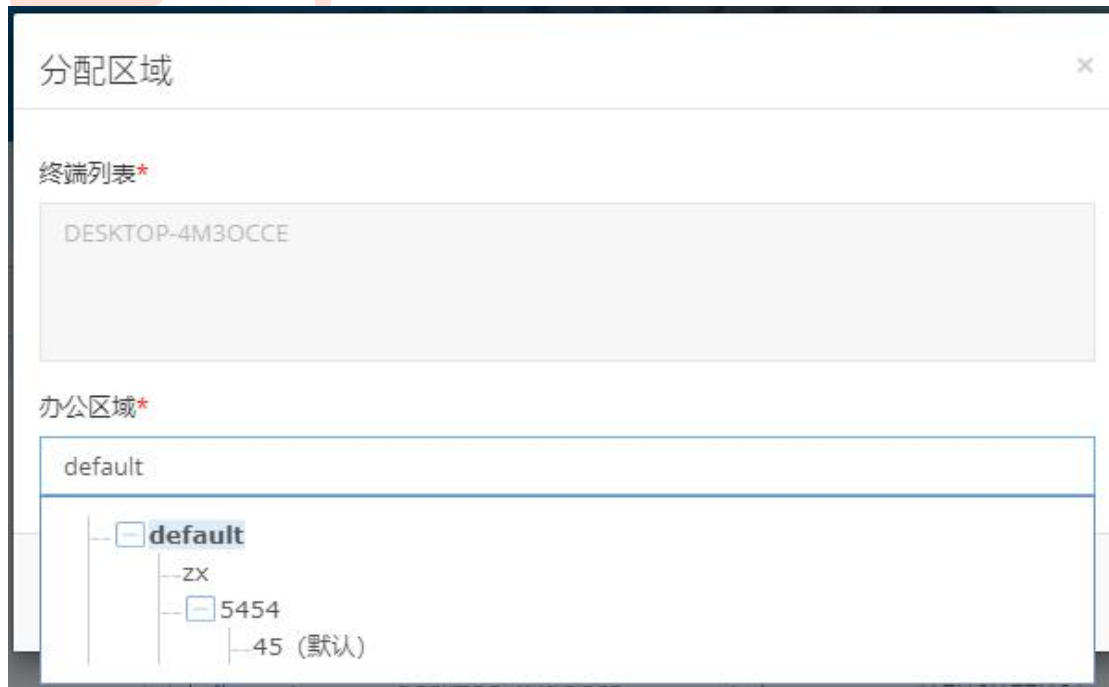 分配区域
×
终端列表*
DESKTOP-4M3OCCE
办公区域*
default
default
zx
5454
45（默认）